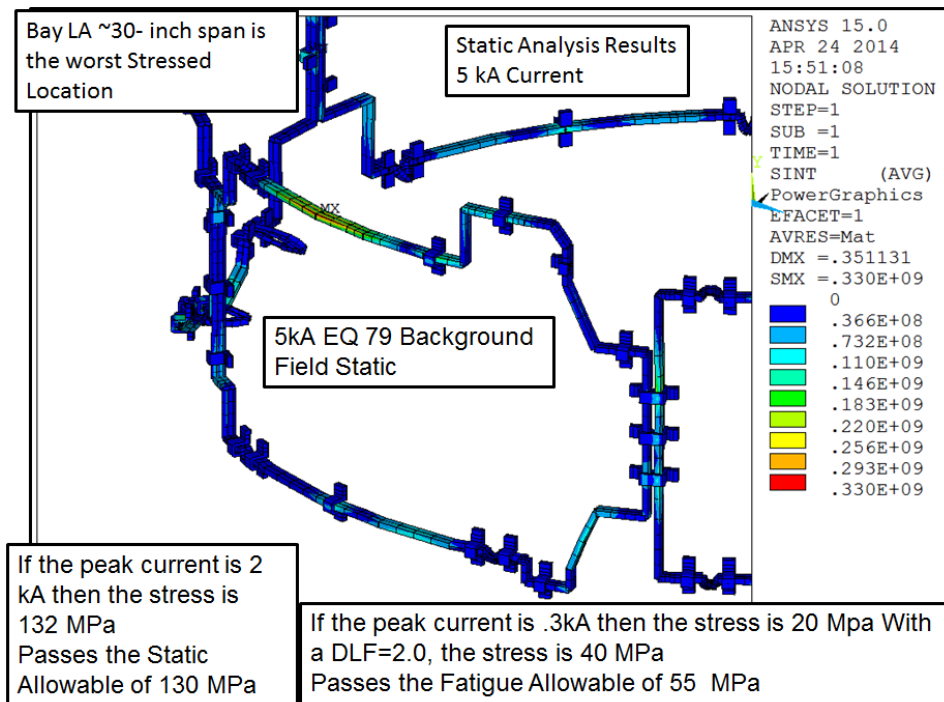 Bay LA ~30- inch span is
the worst Stressed
Location
Static Analysis Results
5 kA Current
ANSYS 15.0
APR 24 2014
15:51:08
NODAL SOLUTION
STEP=1
SUB =1
TIME=1
SINT (AVG)
PowerGraphics
EFACET=1
AVRES=Mat
DMX =.351131
SMX =.330E+09
0
.366E+08
.732E+08
.110E+09
.146E+09
.183E+09
.220E+09
.256E+09
.293E+09
.330E+09
Y
MX
5kA EQ 79 Background
Field Static
If the peak current is 2
kA then the stress is
132 MPa
Passes the Static
Allowable of 130 MPa
If the peak current is .3kA then the stress is 20 Mpa With
a DLF=2.0, the stress is 40 MPa
Passes the Fatigue Allowable of 55 MPa